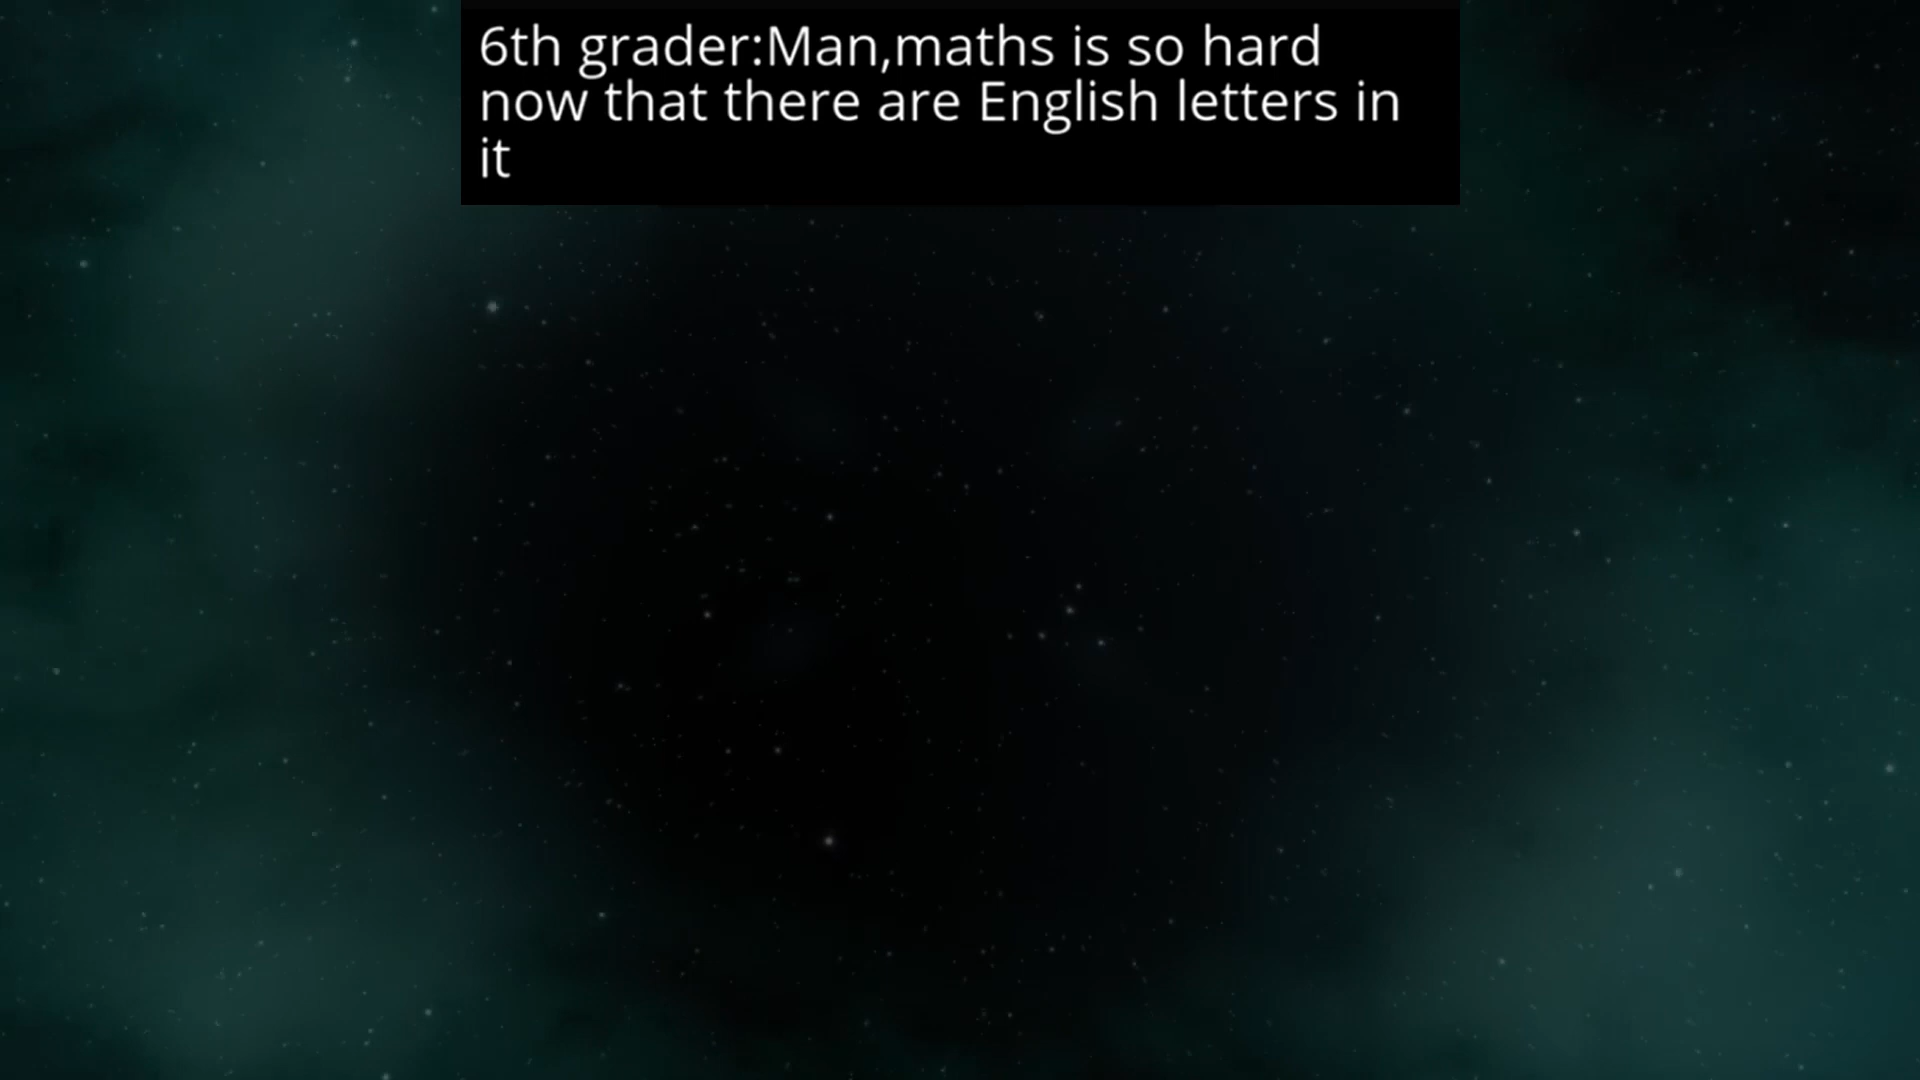 6th grader:Man,maths is so hard
now that there are English letters in
it